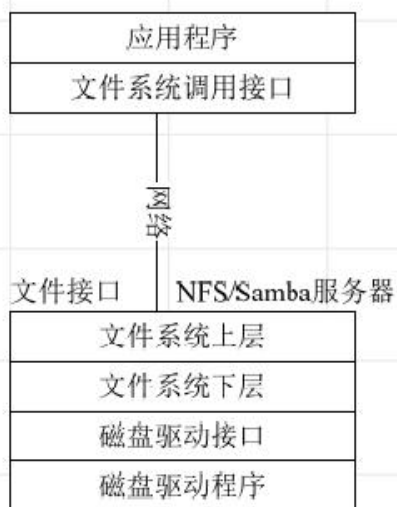 应用程序
文件系统调用接口
网络
文件接口 NFS/Samba服务器
文件系统上层
文件系统下层
磁盘驱动接口
磁盘驱动程序